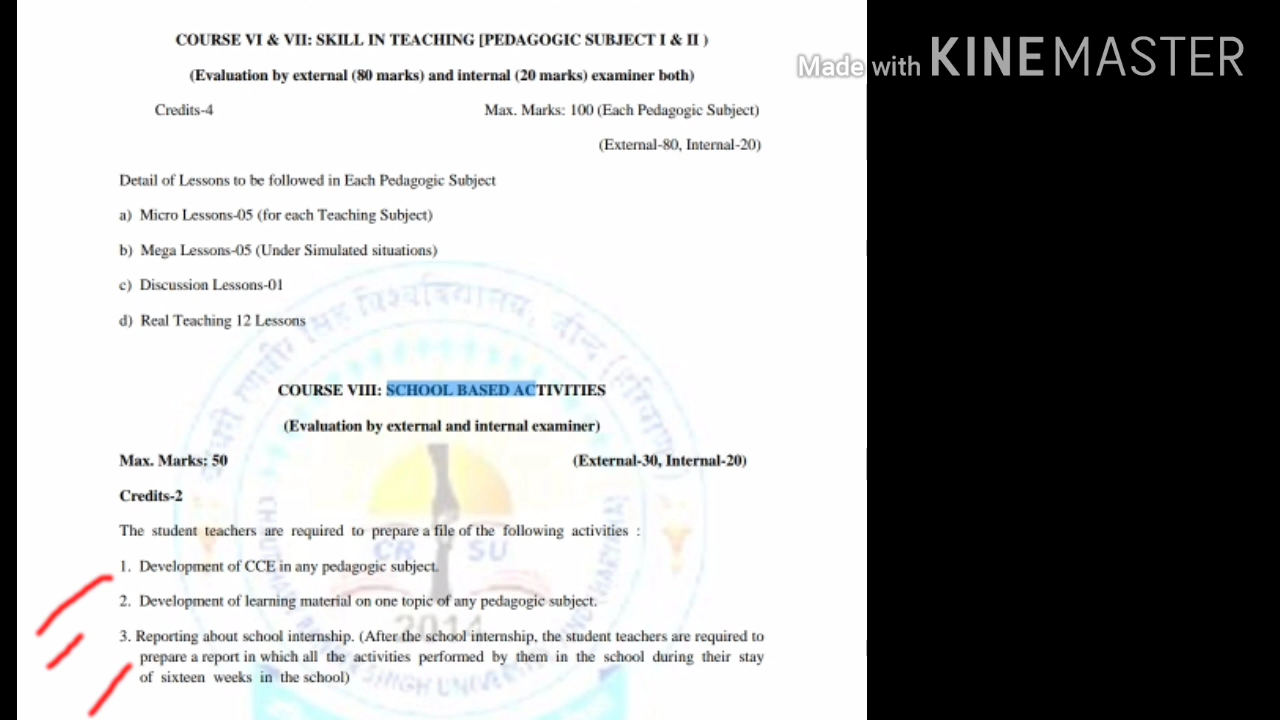 COURSE VI & VII: SKILL IN TEACHING [PEDAGOGIC SUBJECT I & II )
Made with KINEMASTER
(Evaluation by external (80 marks) and internal (20 marks) examiner both)
Credits-4 Max. Marks: 100 (Each Pedagogic Subject)
(External-80, Internal-20)
Detail of Lessons to be followed in Each Pedagogic Subject
a) Micro Lessons-05 (for each Teaching Subject)
b) Mega Lessons-05 (Under Simulated situations)
c) Discussion Lessons-01
d) Real Teaching 12 Lessons
COURSE VIII: SCHOOL BASED ACTIVITIES
(Evaluation by external and internal examiner)
Max. Marks: 50 (External-30, Internal-20)
Credits-2
The student teachers are required to prepare a file of the following activities :
CR SU
1. Development of CCE in any pedagogic subject.
2. Development of learning material on one topic of any pedagogic subject.
2014
3. Reporting about school internship. (After the school internship, the student teachers are required to
prepare a report in which all the activities performed by them in the school during their stay
of sixteen weeks in the school)